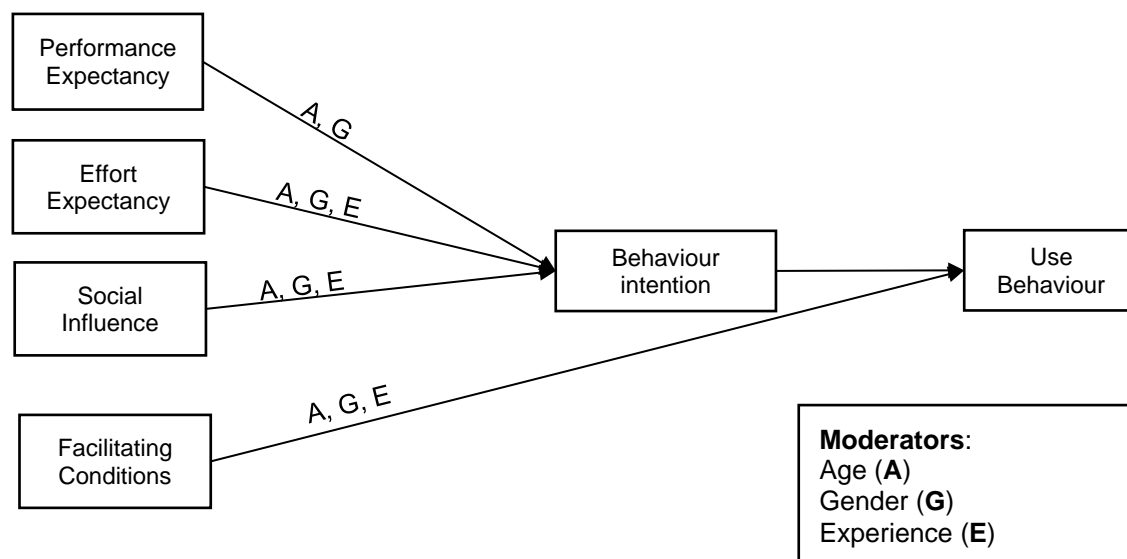 Performance
Expectancy
A, G
Effort
Expectancy
A, G, E
Social
Influence
A, G, E
Behaviour
intention
Use
Behaviour
Facilitating
Conditions
A, G, E
Moderators:
Age (A)
Gender (G)
Experience (E)